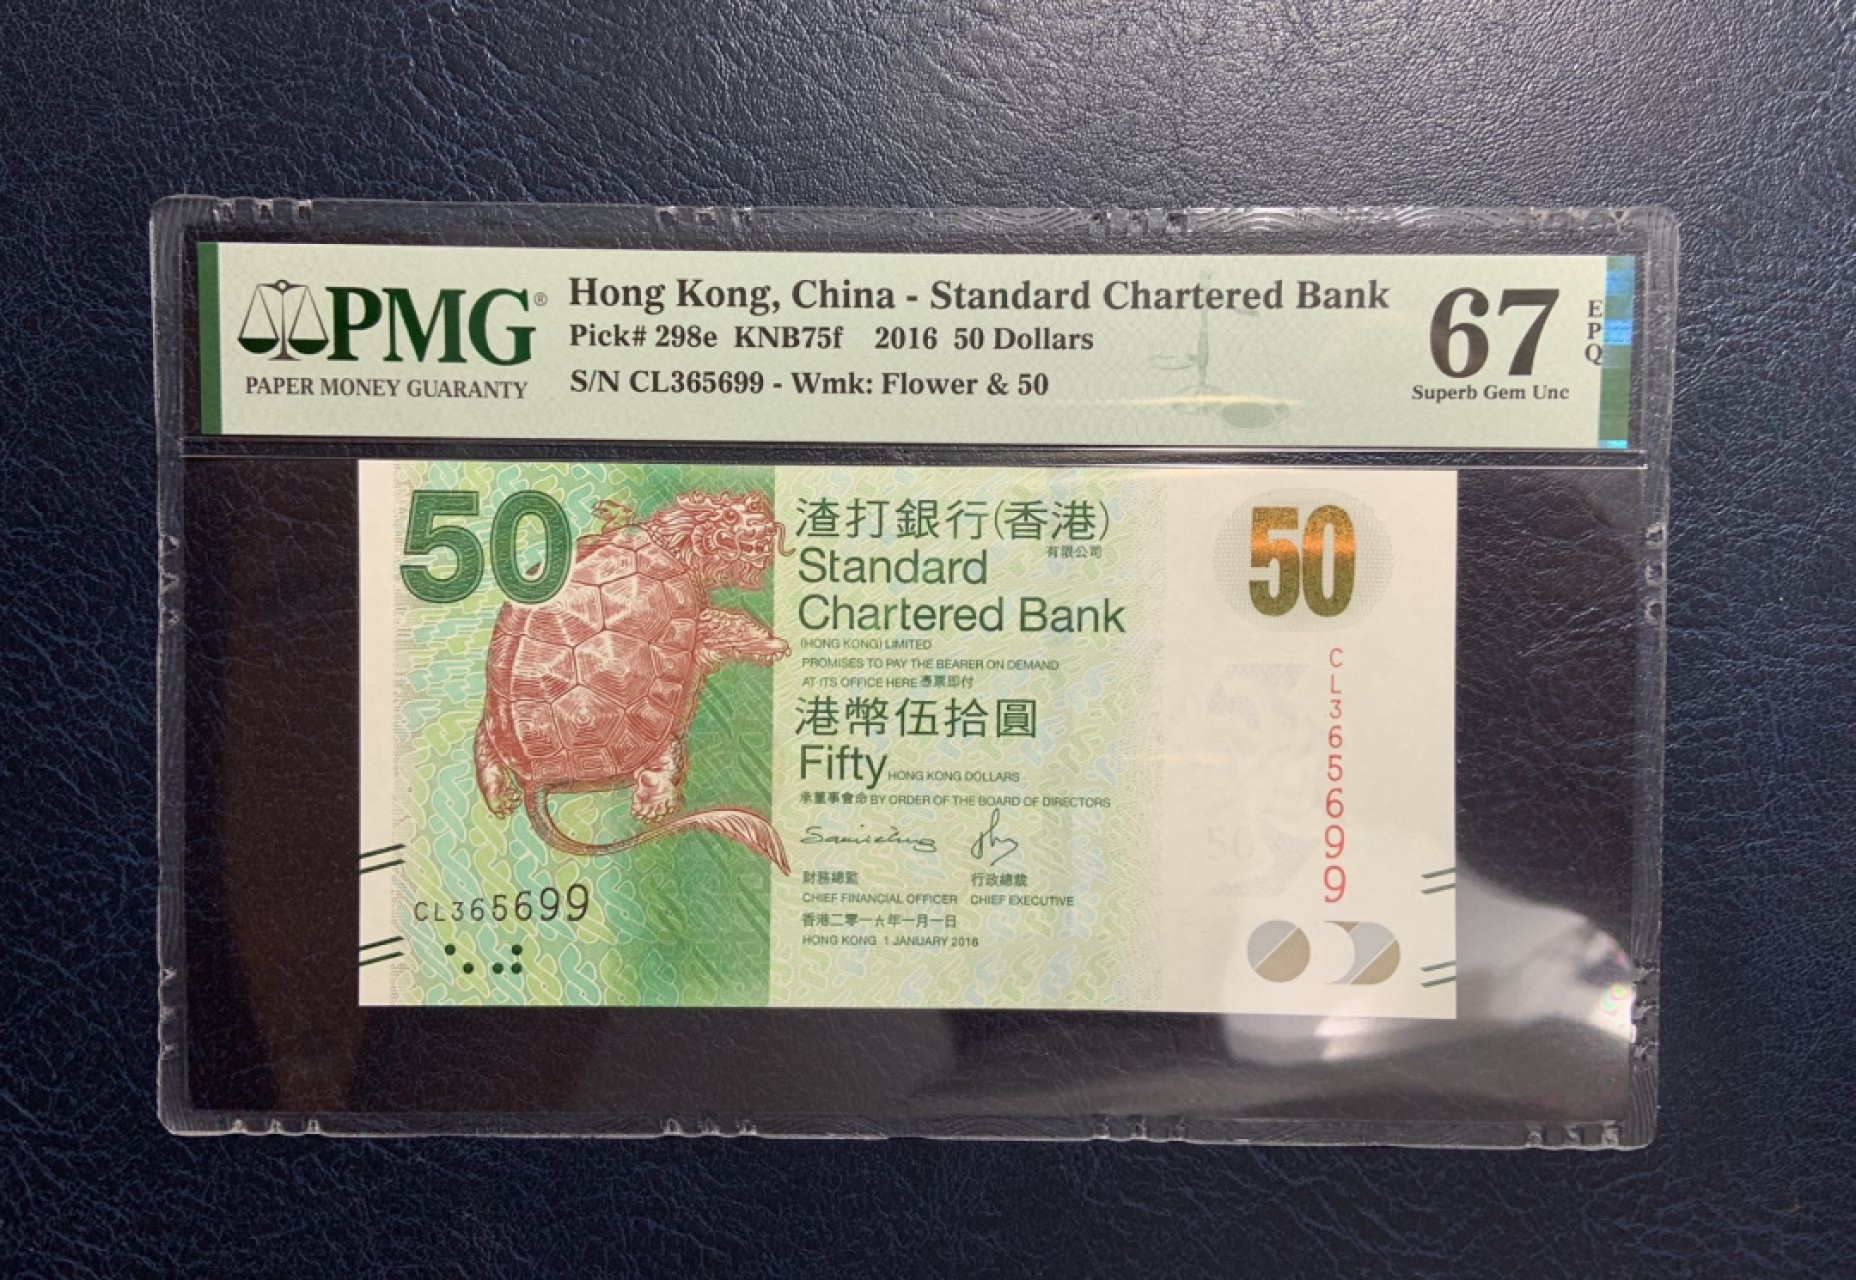 PMG®
PAPER MONEY GUARANTY
Hong Kong, China - Standard Chartered Bank
Pick# 298e KNB75f 2016 50 Dollars
S/N CL365699 - Wmk: Flower & 50
67
EPQ
Superb Gem Unc
50
渣打銀行(香港)
有限公司
Standard
Chartered Bank
(HONG KONG) LIMITED
PROMISES TO PAY THE BEARER ON DEMAND
AT ITS OFFICE HERE 憑票即付
港幣伍拾圓
Fifty HONG KONG DOLLARS
承董事會命 BY ORDER OF THE BOARD OF DIRECTORS
財務總監 行政總裁
CHIEF FINANCIAL OFFICER CHIEF EXECUTIVE
香港二零一六年一月一日
HONG KONG 1 JANUARY 2016
CL365699
50
CL365699
50